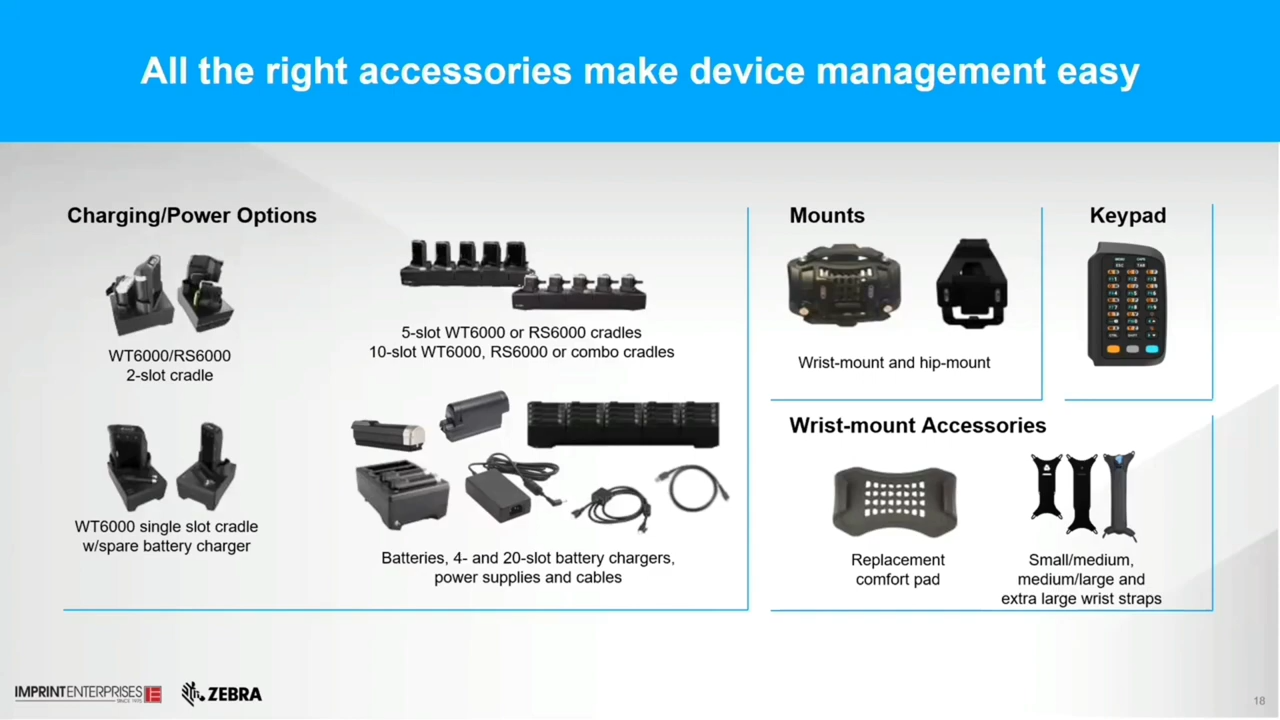 All the right accessories make device management easy
Charging/Power Options
WT6000/RS6000
2-slot cradle
5-slot WT6000 or RS6000 cradles
10-slot WT6000, RS6000 or combo cradles
WT6000 single slot cradle
w/spare battery charger
Batteries, 4- and 20-slot battery chargers,
power supplies and cables
Mounts
Wrist-mount and hip-mount
Keypad
Wrist-mount Accessories
Replacement
comfort pad
Small/medium,
medium/large and
extra large wrist straps
IMPRINT ENTERPRISES
ZEBRA
18